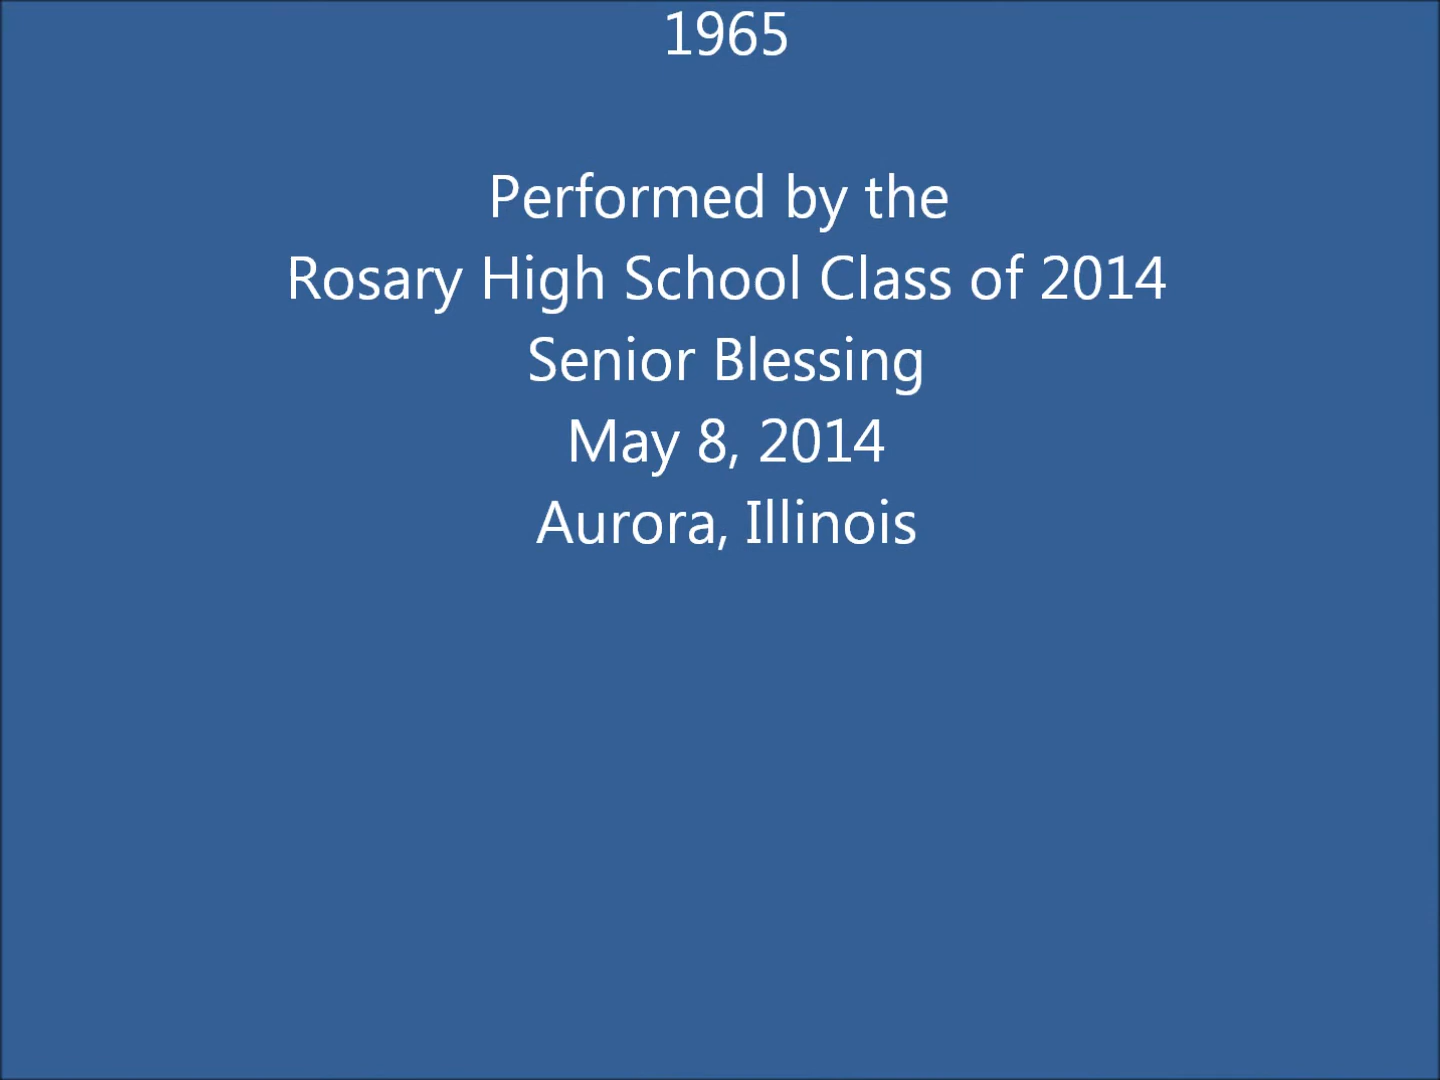 1965
Performed by the
Rosary High School Class of 2014
Senior Blessing
May 8, 2014
Aurora, Illinois